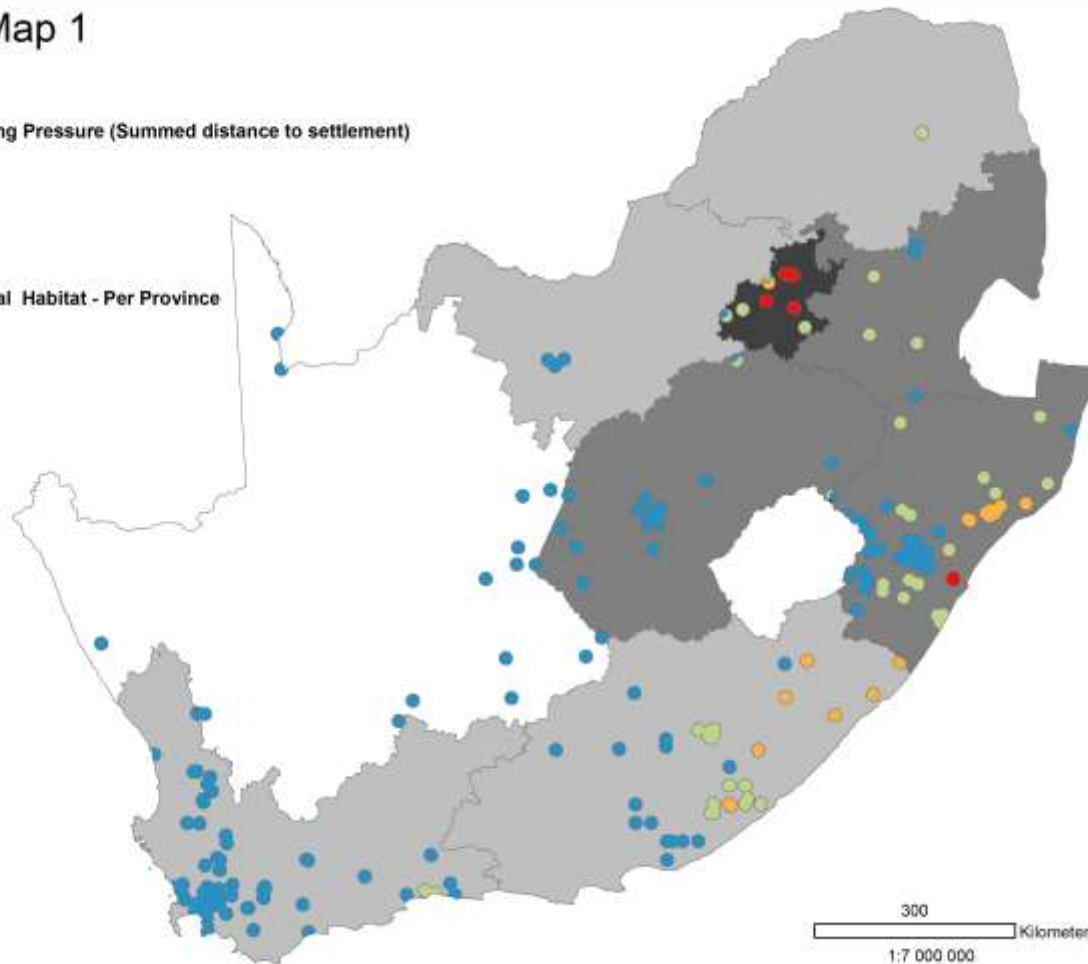 Map 1
ng Pressure (Summed distance to settlement)
al Habitat - Per Province
300
Kilometer
1:7 000 000